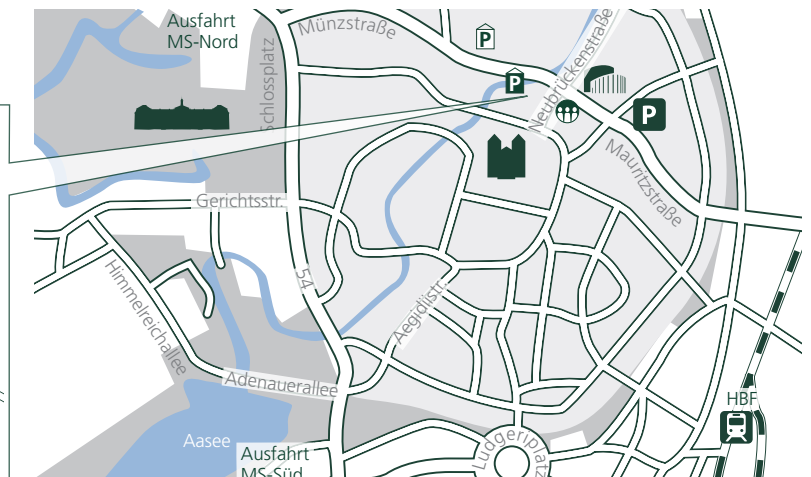 Ausfahrt
MS-Nord
Münzstraße
P
P
Schlossplatz
Neubrückenstraße
P
Mauritzstraße
Gerichtsstr.
54
Himmelreichallee
Aegidiistr.
Adenauerallee
HBF
Aasee
Ausfahrt
MS-Süd
Ludgeriplatz